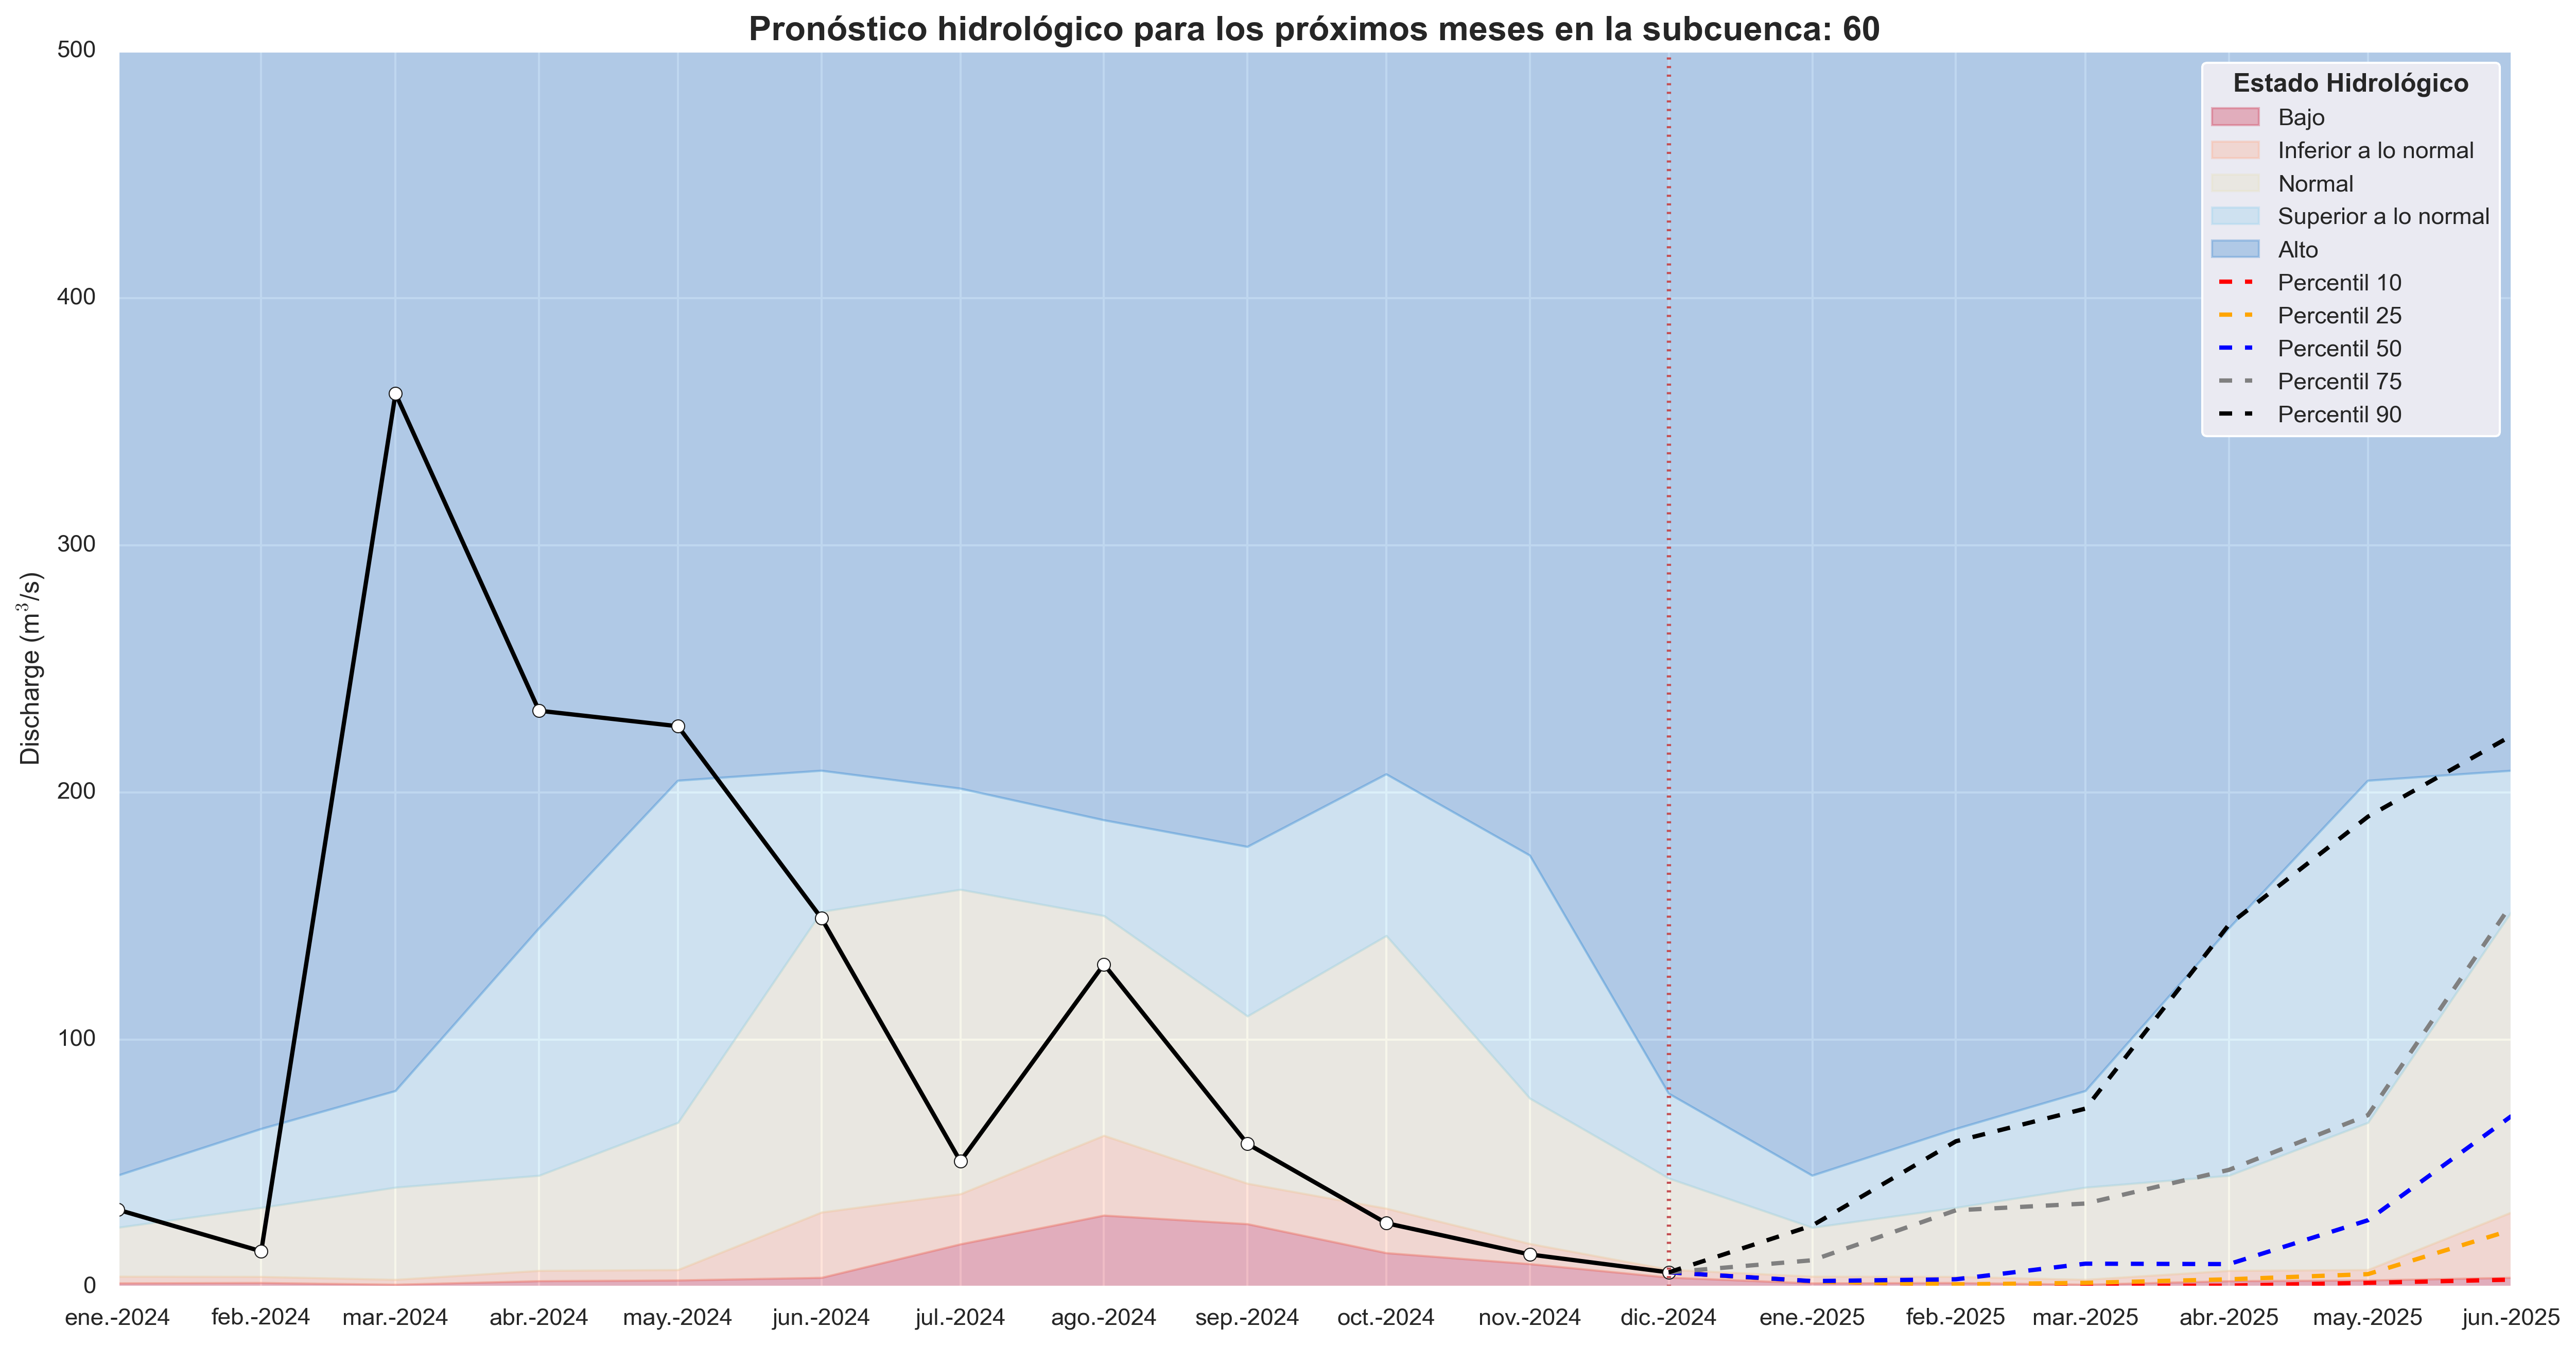 Pronóstico hidrológico para los próximos meses en la subcuenca: 60
500
400
300
200
100
0
Discharge (m³/s)
Estado Hidrológico
Bajo
Inferior a lo normal
Normal
Superior a lo normal
Alto
Percentil 10
Percentil 25
Percentil 50
Percentil 75
Percentil 90
ene.-2024 feb.-2024 mar.-2024 abr.-2024 may.-2024 jun.-2024 jul.-2024 ago.-2024 sep.-2024 oct.-2024 nov.-2024 dic.-2024 ene.-2025 feb.-2025 mar.-2025 abr.-2025 may.-2025 jun.-2025